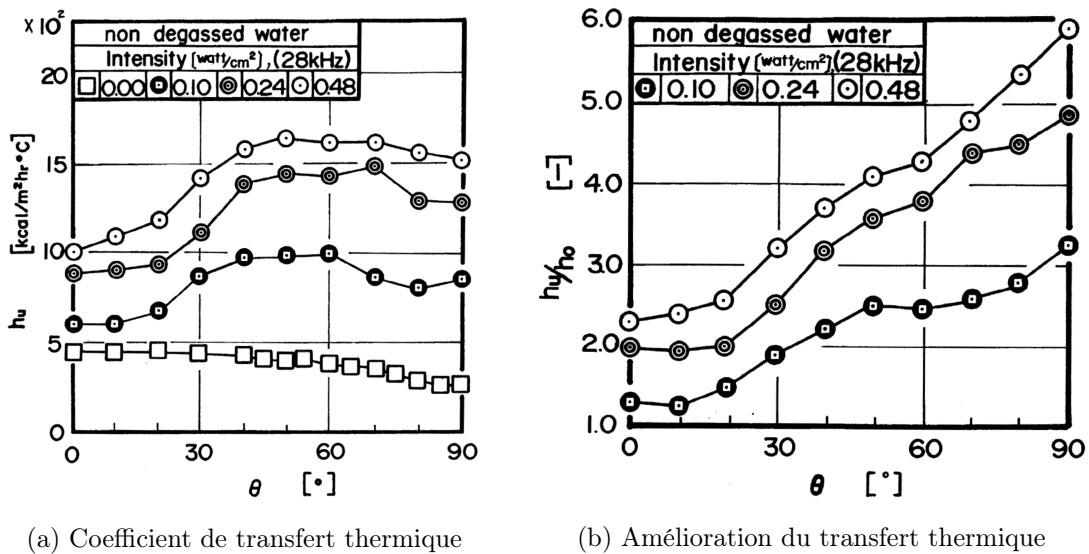 × 10²
non degassed water
Intensity [watt/cm²], (28kHz)
0.00 0.10 0.24 0.48
20
15
10
5
0
hu [kcal/m²hr•°C]
0 30 60 90
θ [°]
(a) Coefficient de transfert thermique
6.0
non degassed water
Intensity [watt/cm²], (28kHz)
0.10 0.24 0.48
5.0
4.0
3.0
2.0
1.0
hu/ho [—]
0 30 60 90
θ [°]
(b) Amélioration du transfert thermique